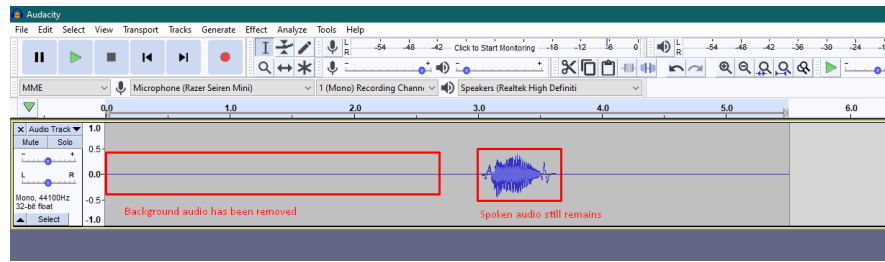 Audacity
File Edit Select View Transport Tracks Generate Effect Analyze Tools Help
L R -54 -48 -42 Click to Start Monitoring -18 -12 -6 0 L R -54 -48 -42 -36 -30 -24
MME Microphone (Razer Seiren Mini) 1 (Mono) Recording Chann Speakers (Realtek High Definiti
0.0 1.0 2.0 3.0 4.0 5.0 6.0
X Audio Track 1.0
Mute Solo
0.5
- +
L R 0.0
Mono, 44100Hz
32-bit float
-0.5
Select -1.0
Background audio has been removed
Spoken audio still remains